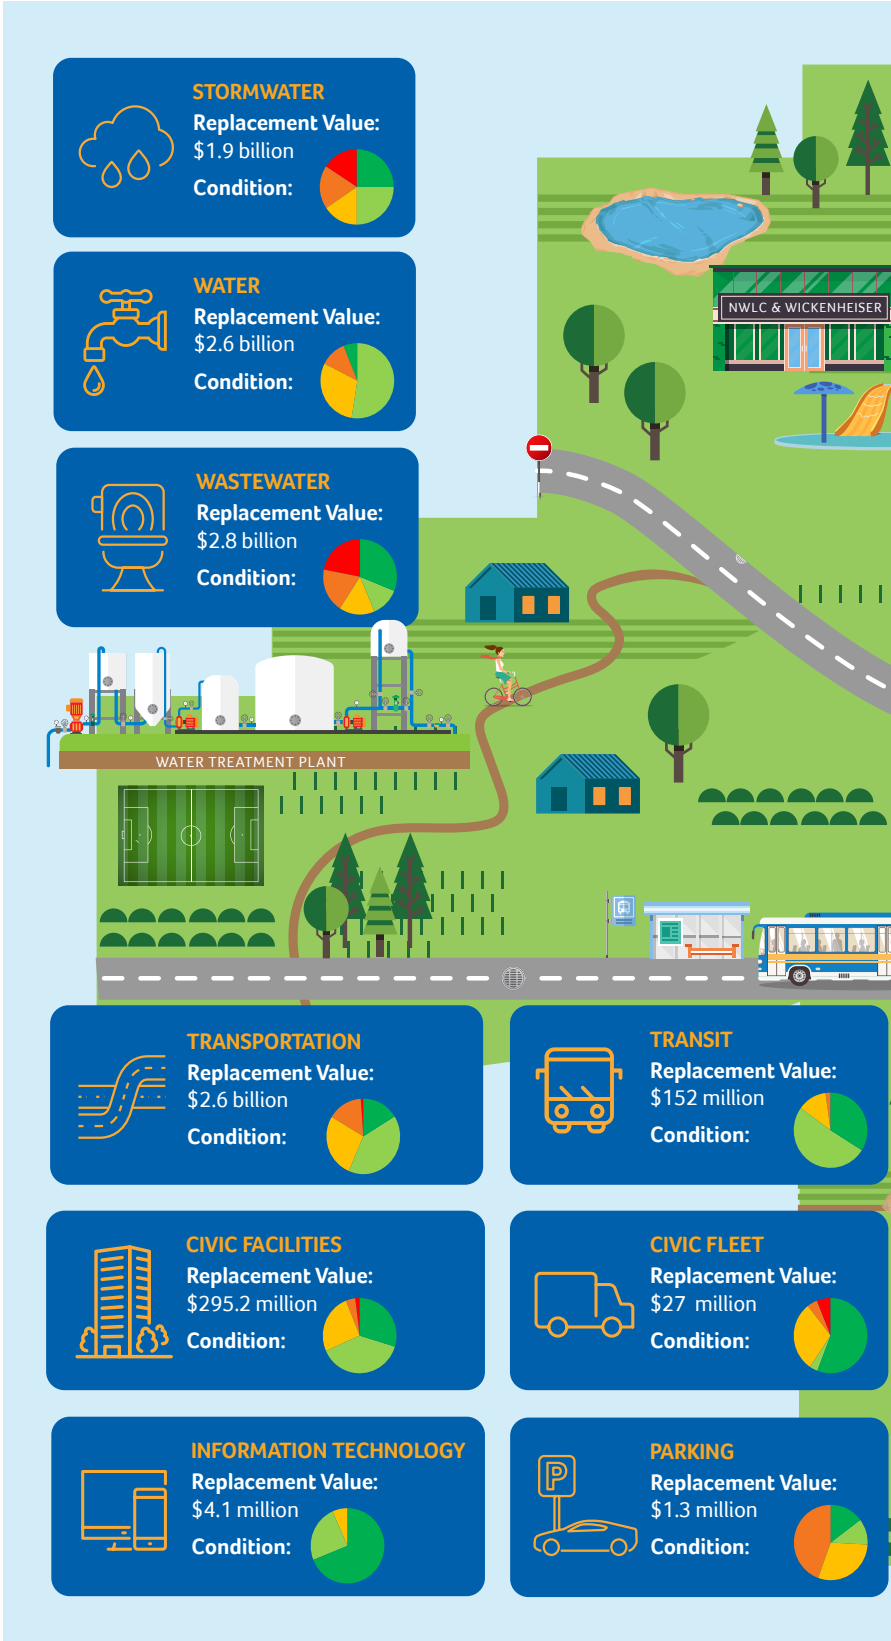 STORMWATER
Replacement Value:
$1.9 billion
Condition:
WATER
Replacement Value:
$2.6 billion
Condition:
NWLC & WICKENHEISER
WASTEWATER
Replacement Value:
$2.8 billion
Condition:
WATER TREATMENT PLANT
TRANSPORTATION
Replacement Value:
$2.6 billion
Condition:
TRANSIT
Replacement Value:
$152 million
Condition:
CIVIC FACILITIES
Replacement Value:
$295.2 million
Condition:
CIVIC FLEET
Replacement Value:
$27  million
Condition:
INFORMATION TECHNOLOGY
Replacement Value:
$4.1 million
Condition:
P
PARKING
Replacement Value:
$1.3 million
Condition: